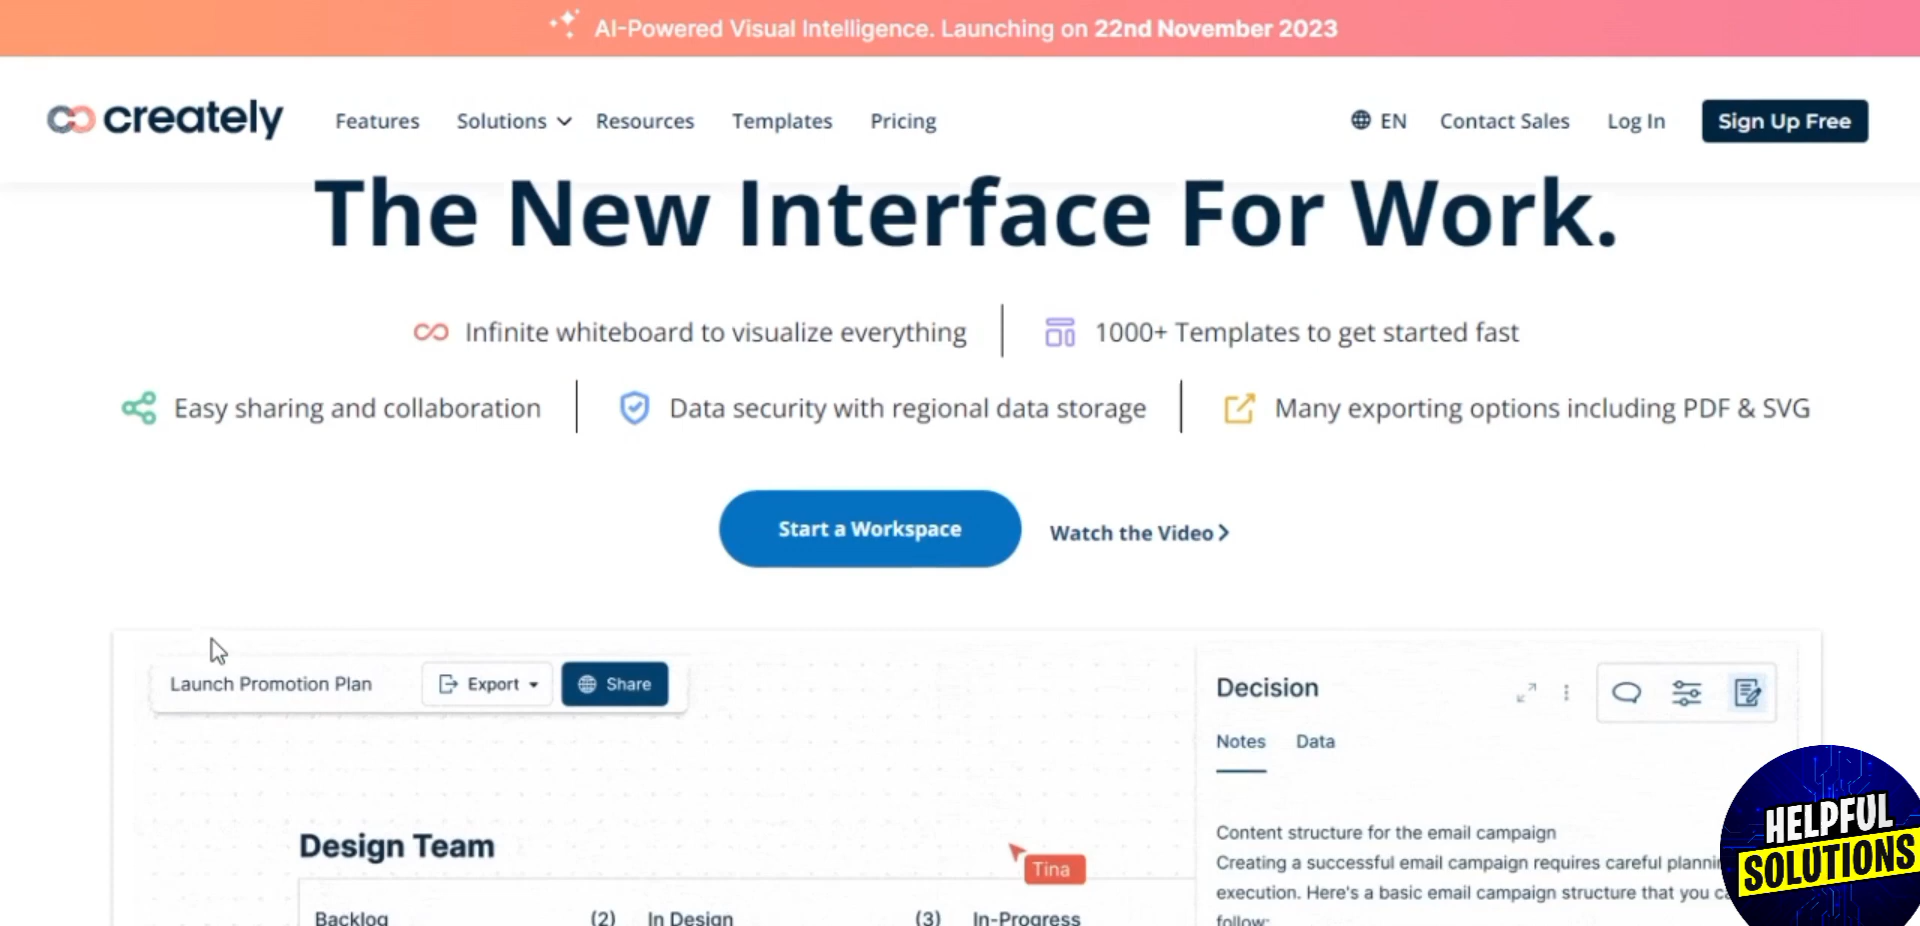 AI-Powered Visual Intelligence. Launching on 22nd November 2023
creately Features Solutions Resources Templates Pricing EN Contact Sales Log In Sign Up Free
The New Interface For Work.
Infinite whiteboard to visualize everything 1000+ Templates to get started fast
Easy sharing and collaboration Data security with regional data storage Many exporting options including PDF & SVG
Start a Workspace Watch the Video
Launch Promotion Plan Export Share
Decision
Notes Data
Design Team
Tina
Backlog (2) In Design (3) In-Progress
Content structure for the email campaign
Creating a successful email campaign requires careful
execution. Here's a basic email campaign structure that you
follow:
HELPFUL
SOLUTIONS